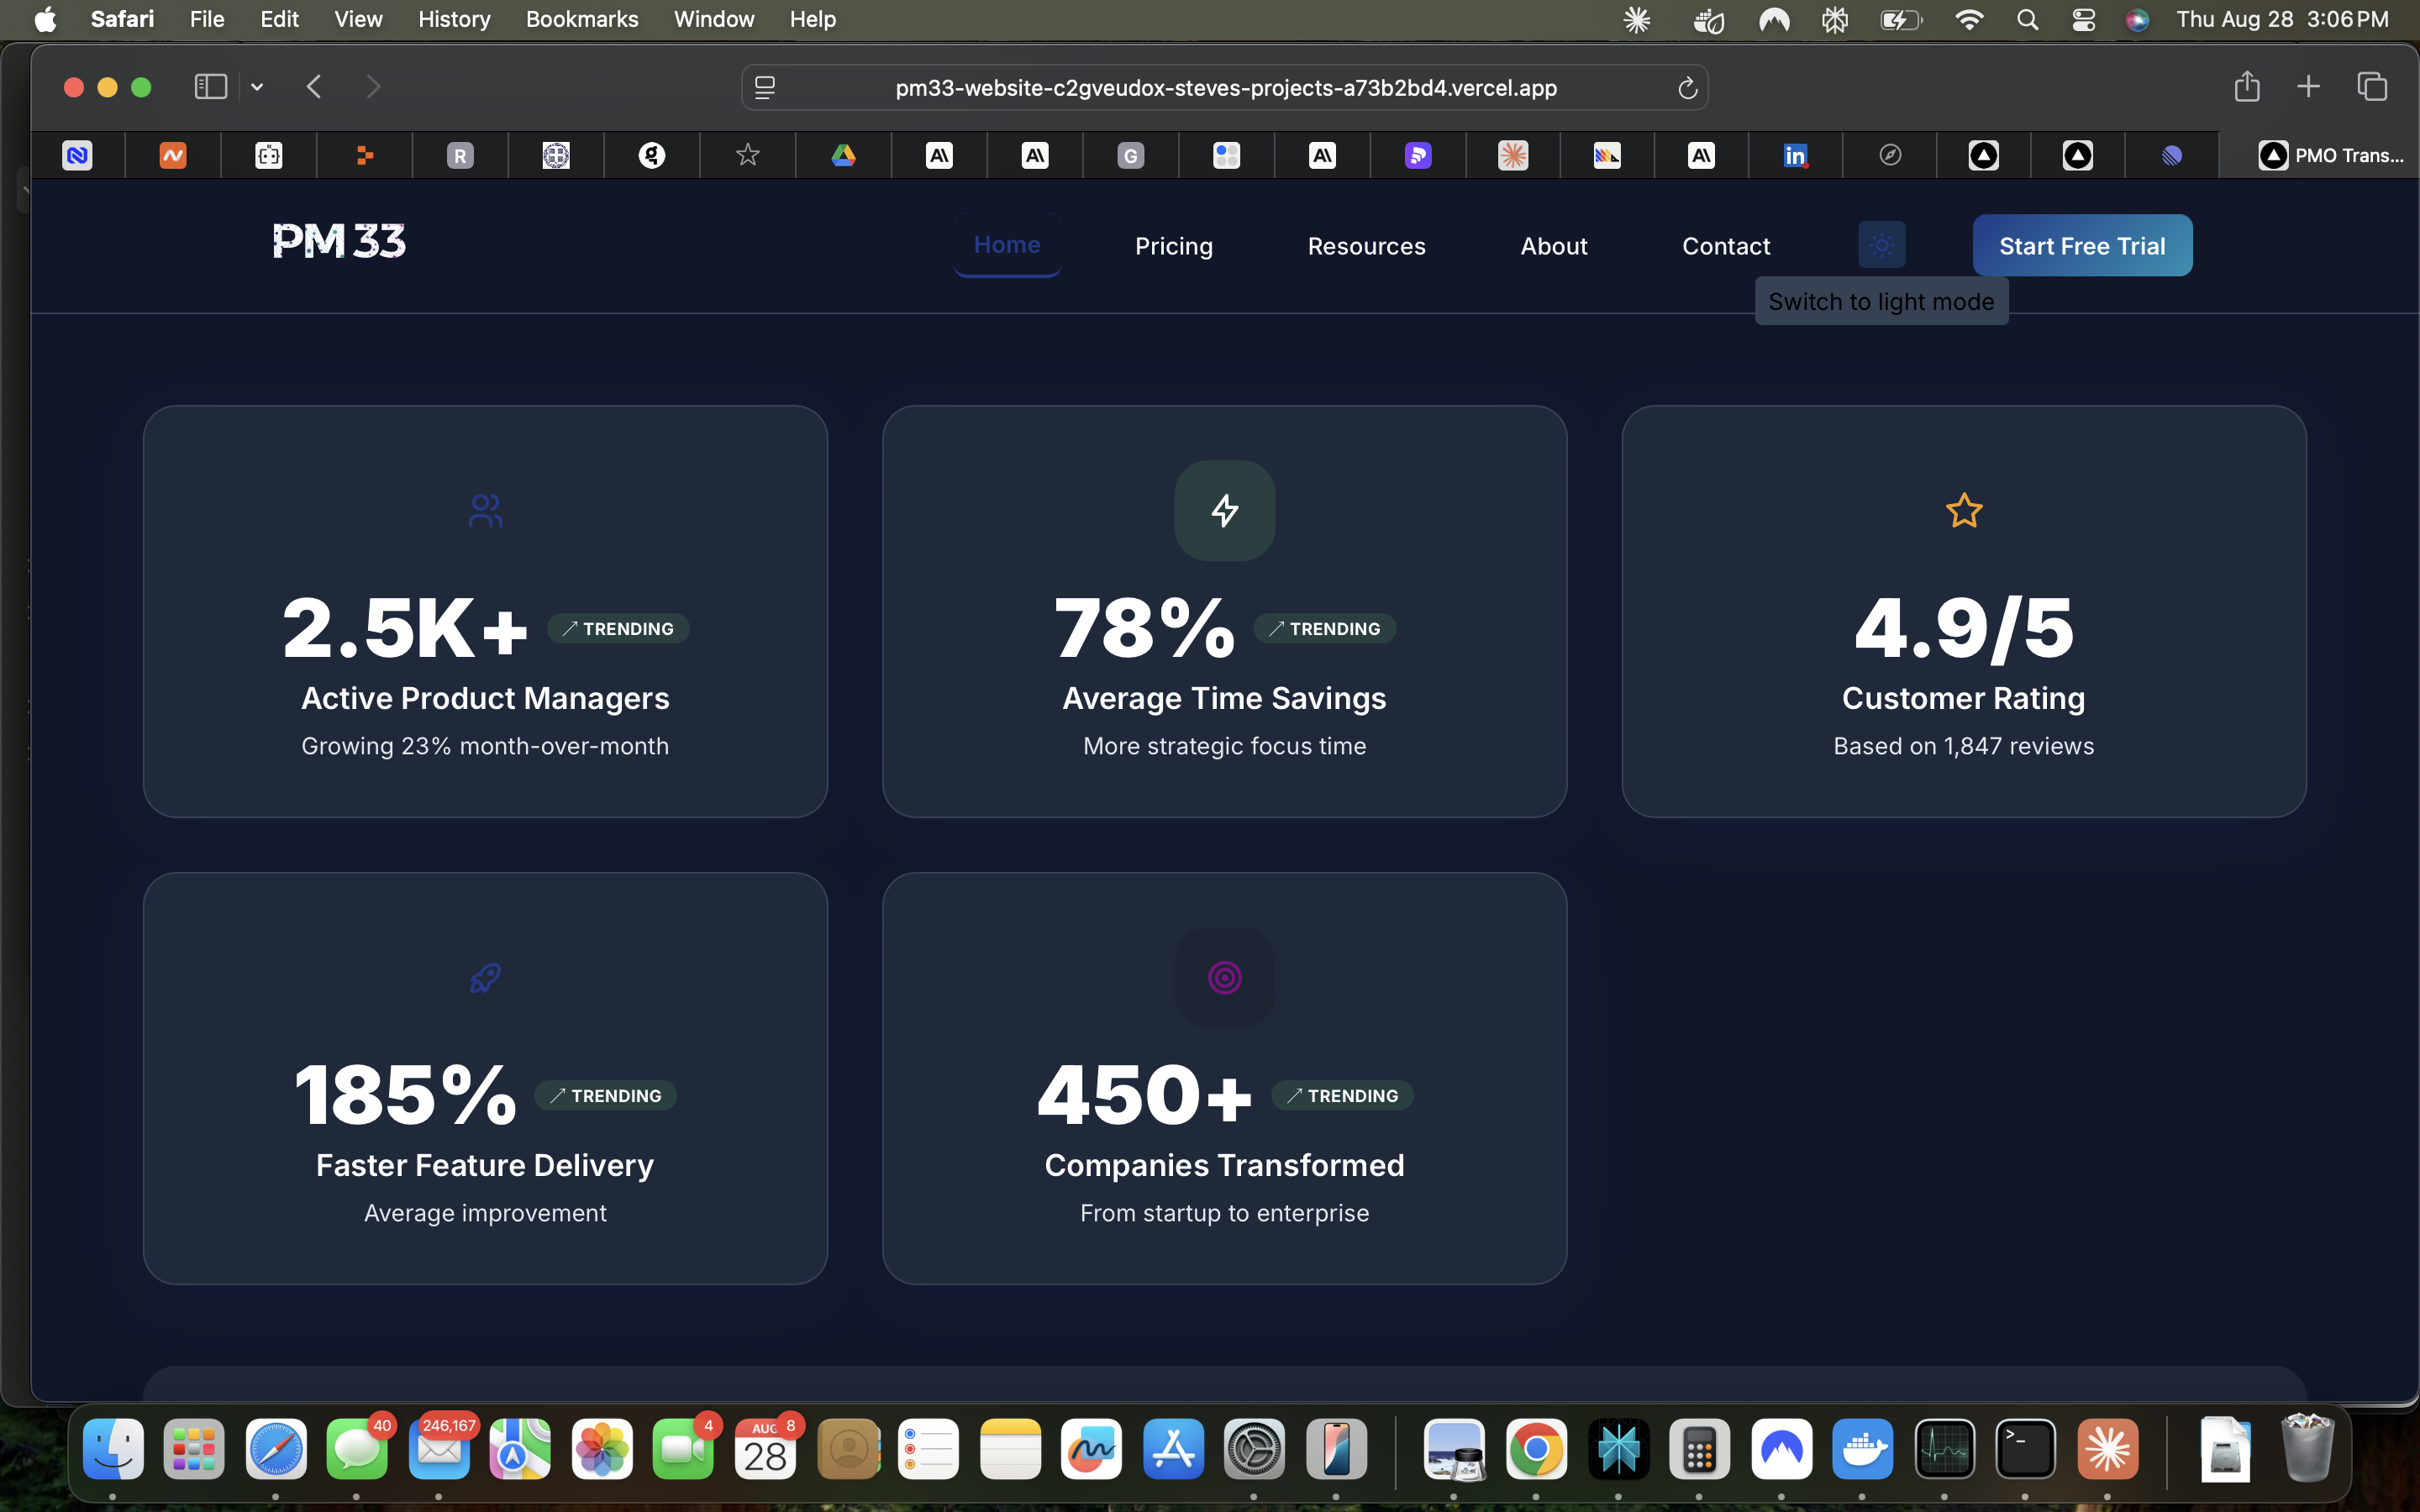 Safari File Edit View History Bookmarks Window Help Thu Aug 28 3:06 PM
pm33-website-c2gveudox-steves-projects-a73b2bd4.vercel.app
R G in PMO Trans...
PM 33 Home Pricing Resources About Contact Start Free Trial
Switch to light mode
2.5K+ TRENDING
Active Product Managers
Growing 23% month-over-month
78% TRENDING
Average Time Savings
More strategic focus time
4.9/5
Customer Rating
Based on 1,847 reviews
185% TRENDING
Faster Feature Delivery
Average improvement
450+ TRENDING
Companies Transformed
From startup to enterprise
40 246,167 4 AUG 8
28